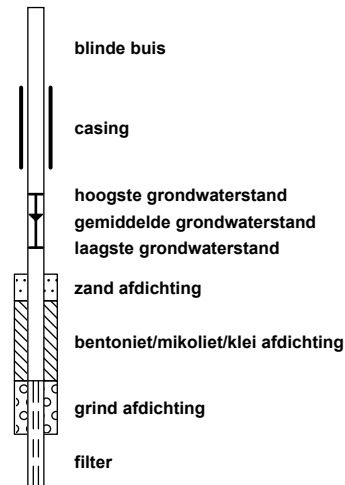 blinde buis
casing
hoogste grondwaterstand
gemiddelde grondwaterstand
laagste grondwaterstand
zand afdichting
bentoniet/mikoliet/klei afdichting
grind afdichting
filter